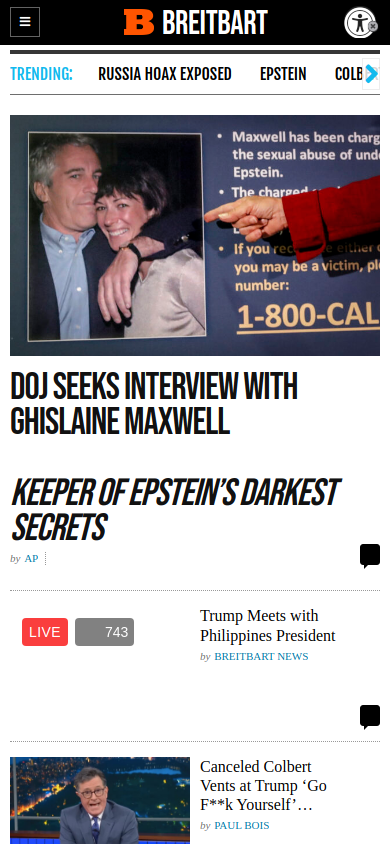 BREITBART
TRENDING:
RUSSIA HOAX EXPOSED
EPSTEIN
COLB
• Maxwell has been charg
the sexual abuse of unde
Epstein.
• The charged
• If you
you may be a victim, pl
number:
1-800-CAL
DOJ SEEKS INTERVIEW WITH
GHISLAINE MAXWELL
KEEPER OF EPSTEIN'S DARKEST
SECRETS
by AP
LIVE
743
Trump Meets with
Philippines President
by BREITBART NEWS
Canceled Colbert
Vents at Trump ‘Go
F**k Yourself’…
by PAUL BOIS